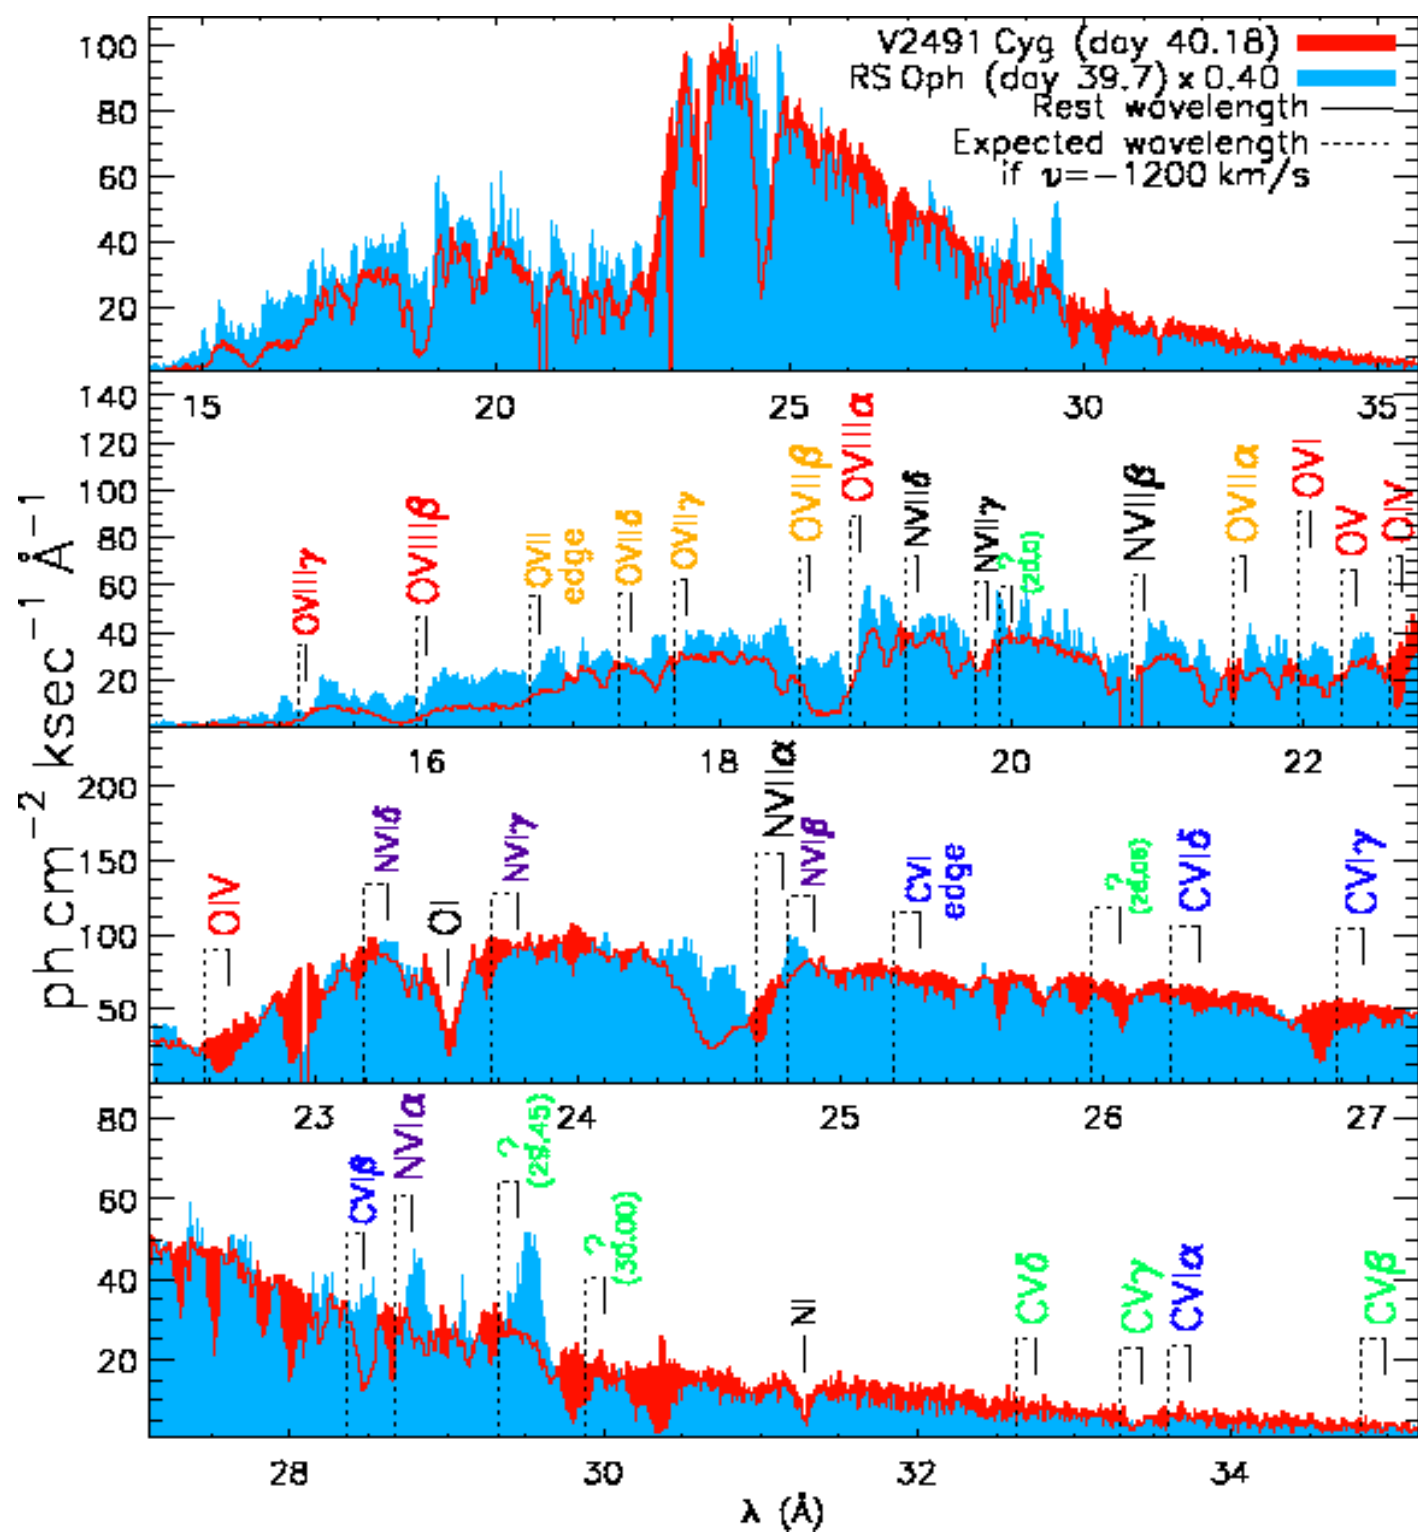 V2491 Cyg (day 40.18)
RS Oph (day 39.7) x 0.40
Rest wavelength
Expected wavelength
if v=-1200 km/s
100
80
60
40
20
15
20
25
30
35
ph cm⁻² ksec⁻¹ Å⁻¹
140
120
100
80
60
40
20
OVIIIγ
OVIIIβ
OVII
edge
OVIIδ
OVIIγ
OVIIβ
OVIIIα
NVIIδ
NVIIγ
?
NVIIβ
OVIIα
OVI
OV
OIV
16
18
20
22
200
150
100
50
OIV
NVIδ
OI
NVIγ
NVIIα
NVIβ
CVI
edge
?
CVIδ
CVIγ
23
24
25
26
27
80
60
40
20
CVIβ
NVIα
?
(29.45)
?
(30.00)
NI
CVδ
CVγ
CVIα
CVβ
28
30
32
34
λ (Å)